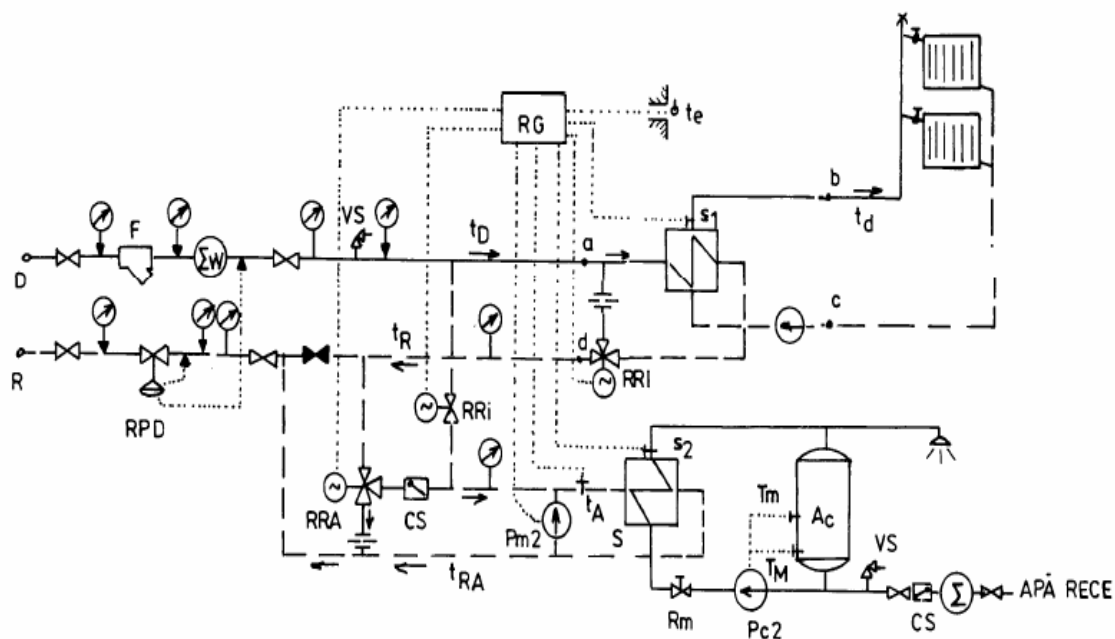 RG
te
b
td
s1
D
F
ΣW
VS
tD
a
c
R
RPD
tR
d
RRI
RRi
RRA
CS
Pm2
tA
s2
S
tRA
Tm
TM
Ac
VS
Rm
Pc2
CS
Σ
APĂ RECE